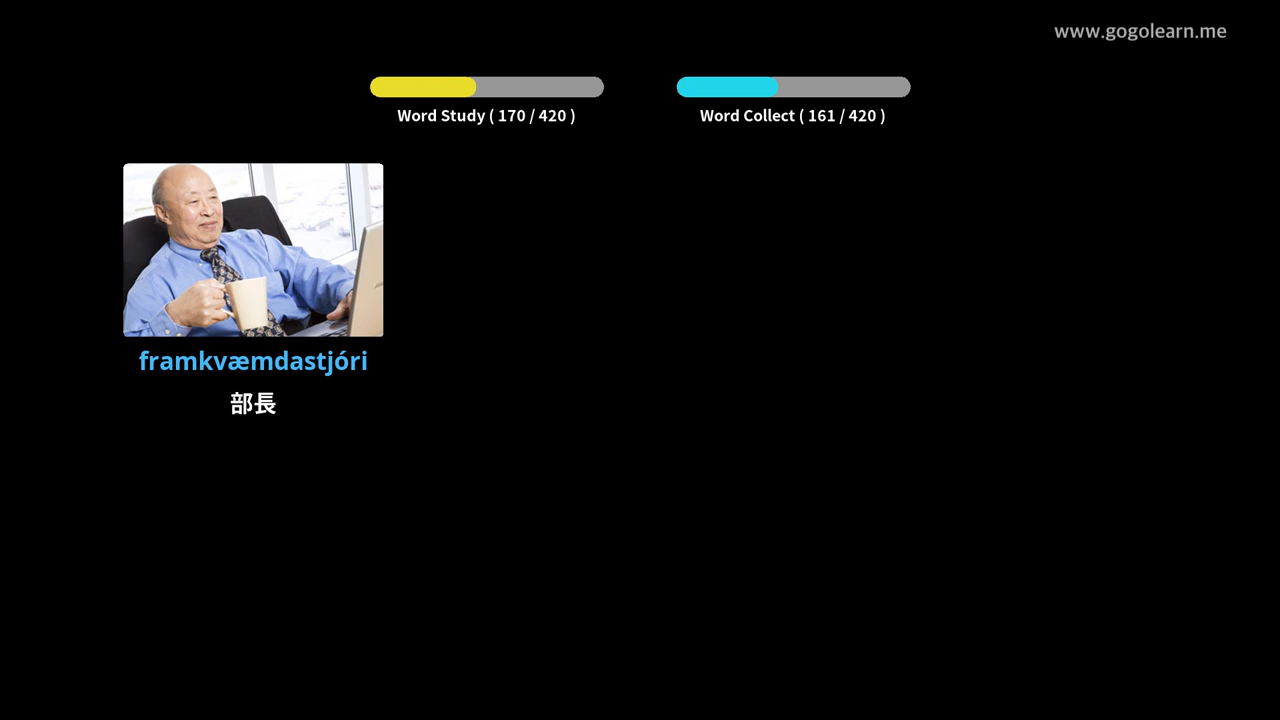 www.gogolearn.me
Word Study ( 170 / 420 )
Word Collect ( 161 / 420 )
framkvæmdastjóri
部長